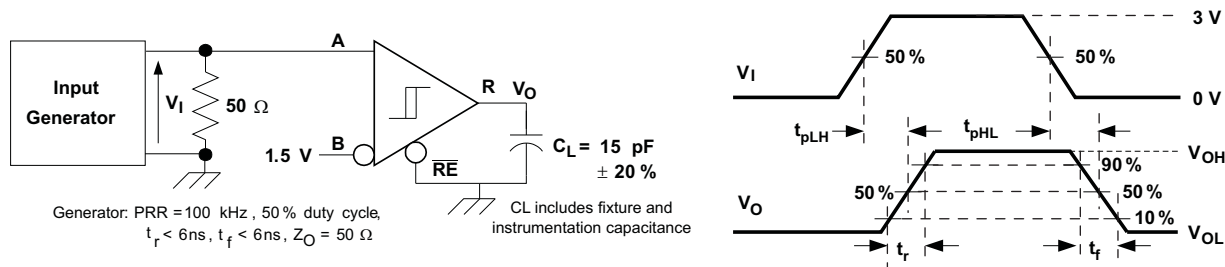 Input
Generator
V_I
50 Ω
A
B
1.5 V
R
V_O
RE
C_L = 15 pF
± 20 %
Generator: PRR = 100 kHz, 50% duty cycle,
t_r < 6ns, t_f < 6ns, Z_O = 50 Ω
CL includes fixture and
instrumentation capacitance
3 V
50 %
50 %
V_I
0 V
t_pLH
t_pHL
V_OH
90 %
50 %
50 %
V_O
10 %
V_OL
t_r
t_f